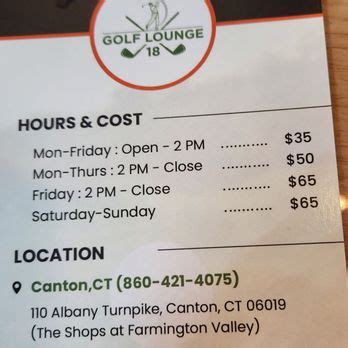 GOLF LOUNGE
18
HOURS & COST
Mon-Friday : Open - 2 PM ........... $35
Mon-Thurs : 2 PM - Close ........... $50
Friday : 2 PM - Close ........... $65
Saturday-Sunday ........... $65
LOCATION
Canton,CT (860-421-4075)
110 Albany Turnpike, Canton, CT 06019
(The Shops at Farmington Valley)